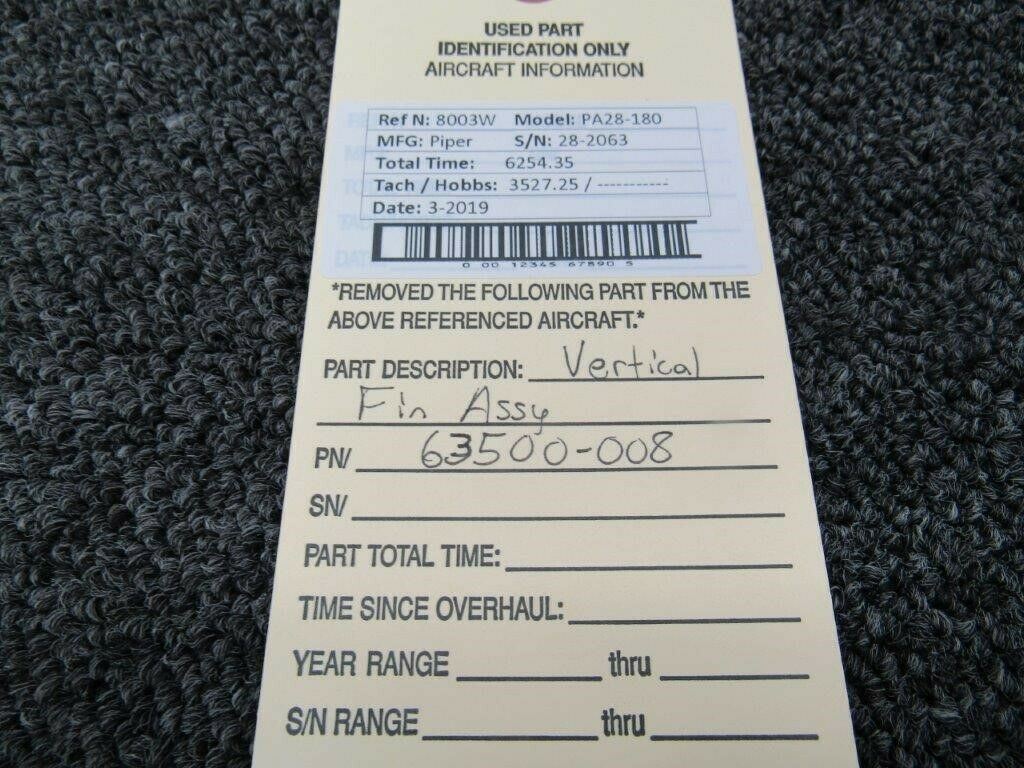 USED PART
IDENTIFICATION ONLY
AIRCRAFT INFORMATION
Ref N: 8003W Model: PA28-180
MFG: Piper S/N: 28-2063
Total Time: 6254.35
Tach / Hobbs: 3527.25 / -----------
Date: 3-2019
0 00 12345 67890 5
*REMOVED THE FOLLOWING PART FROM THE
ABOVE REFERENCED AIRCRAFT.*
PART DESCRIPTION: Vertical
Fin Assy
PN/ 63500-008
SN/
PART TOTAL TIME:
TIME SINCE OVERHAUL:
YEAR RANGE thru
S/N RANGE thru